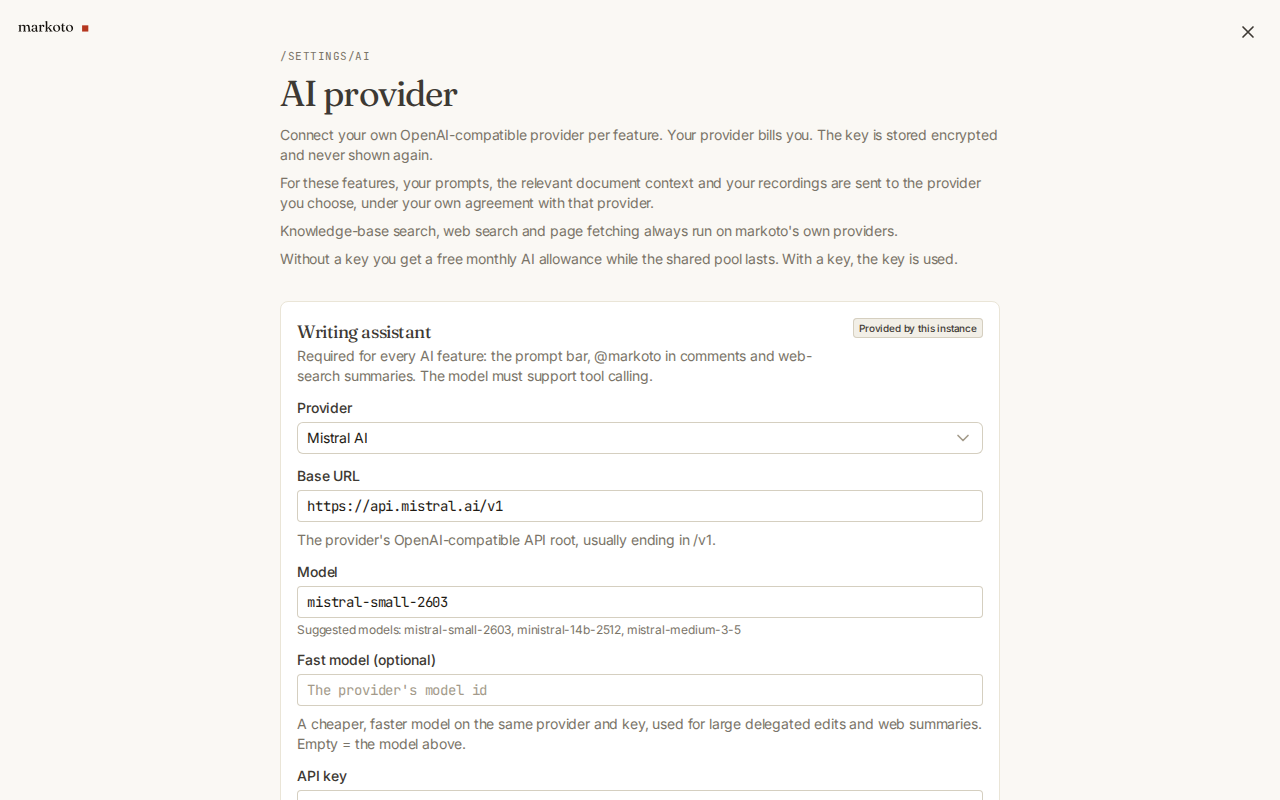 markoto
/SETTINGS/AI
AI provider
Connect your own OpenAI-compatible provider per feature. Your provider bills you. The key is stored encrypted
and never shown again.
For these features, your prompts, the relevant document context and your recordings are sent to the provider
you choose, under your own agreement with that provider.
Knowledge-base search, web search and page fetching always run on markoto's own providers.
Without a key you get a free monthly AI allowance while the shared pool lasts. With a key, the key is used.
Writing assistant
Provided by this instance
Required for every AI feature: the prompt bar, @markoto in comments and web-
search summaries. The model must support tool calling.
Provider
Mistral AI
Base URL
https://api.mistral.ai/v1
The provider's OpenAI-compatible API root, usually ending in /v1.
Model
mistral-small-2603
Suggested models: mistral-small-2603, ministral-14b-2512, mistral-medium-3-5
Fast model (optional)
The provider's model id
A cheaper, faster model on the same provider and key, used for large delegated edits and web summaries.
Empty = the model above.
API key